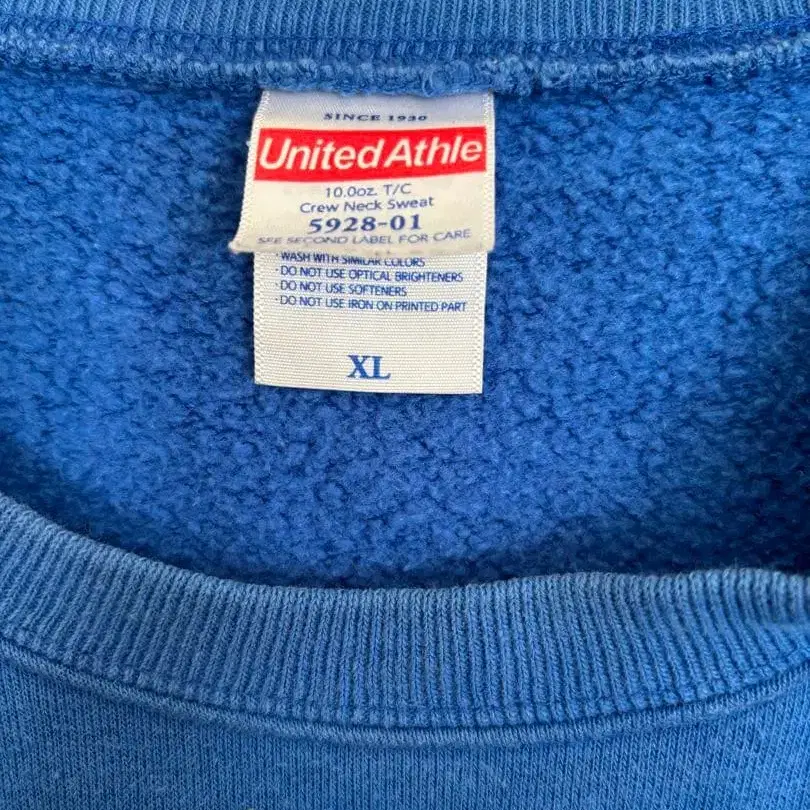 SINCE 1930
United Athle
10.0oz. T/C
Crew Neck Sweat
5928-01
SEE SECOND LABEL FOR CARE
· WASH WITH SIMILAR COLORS
· DO NOT USE OPTICAL BRIGHTENERS
· DO NOT USE SOFTENERS
· DO NOT USE IRON ON PRINTED PART
XL